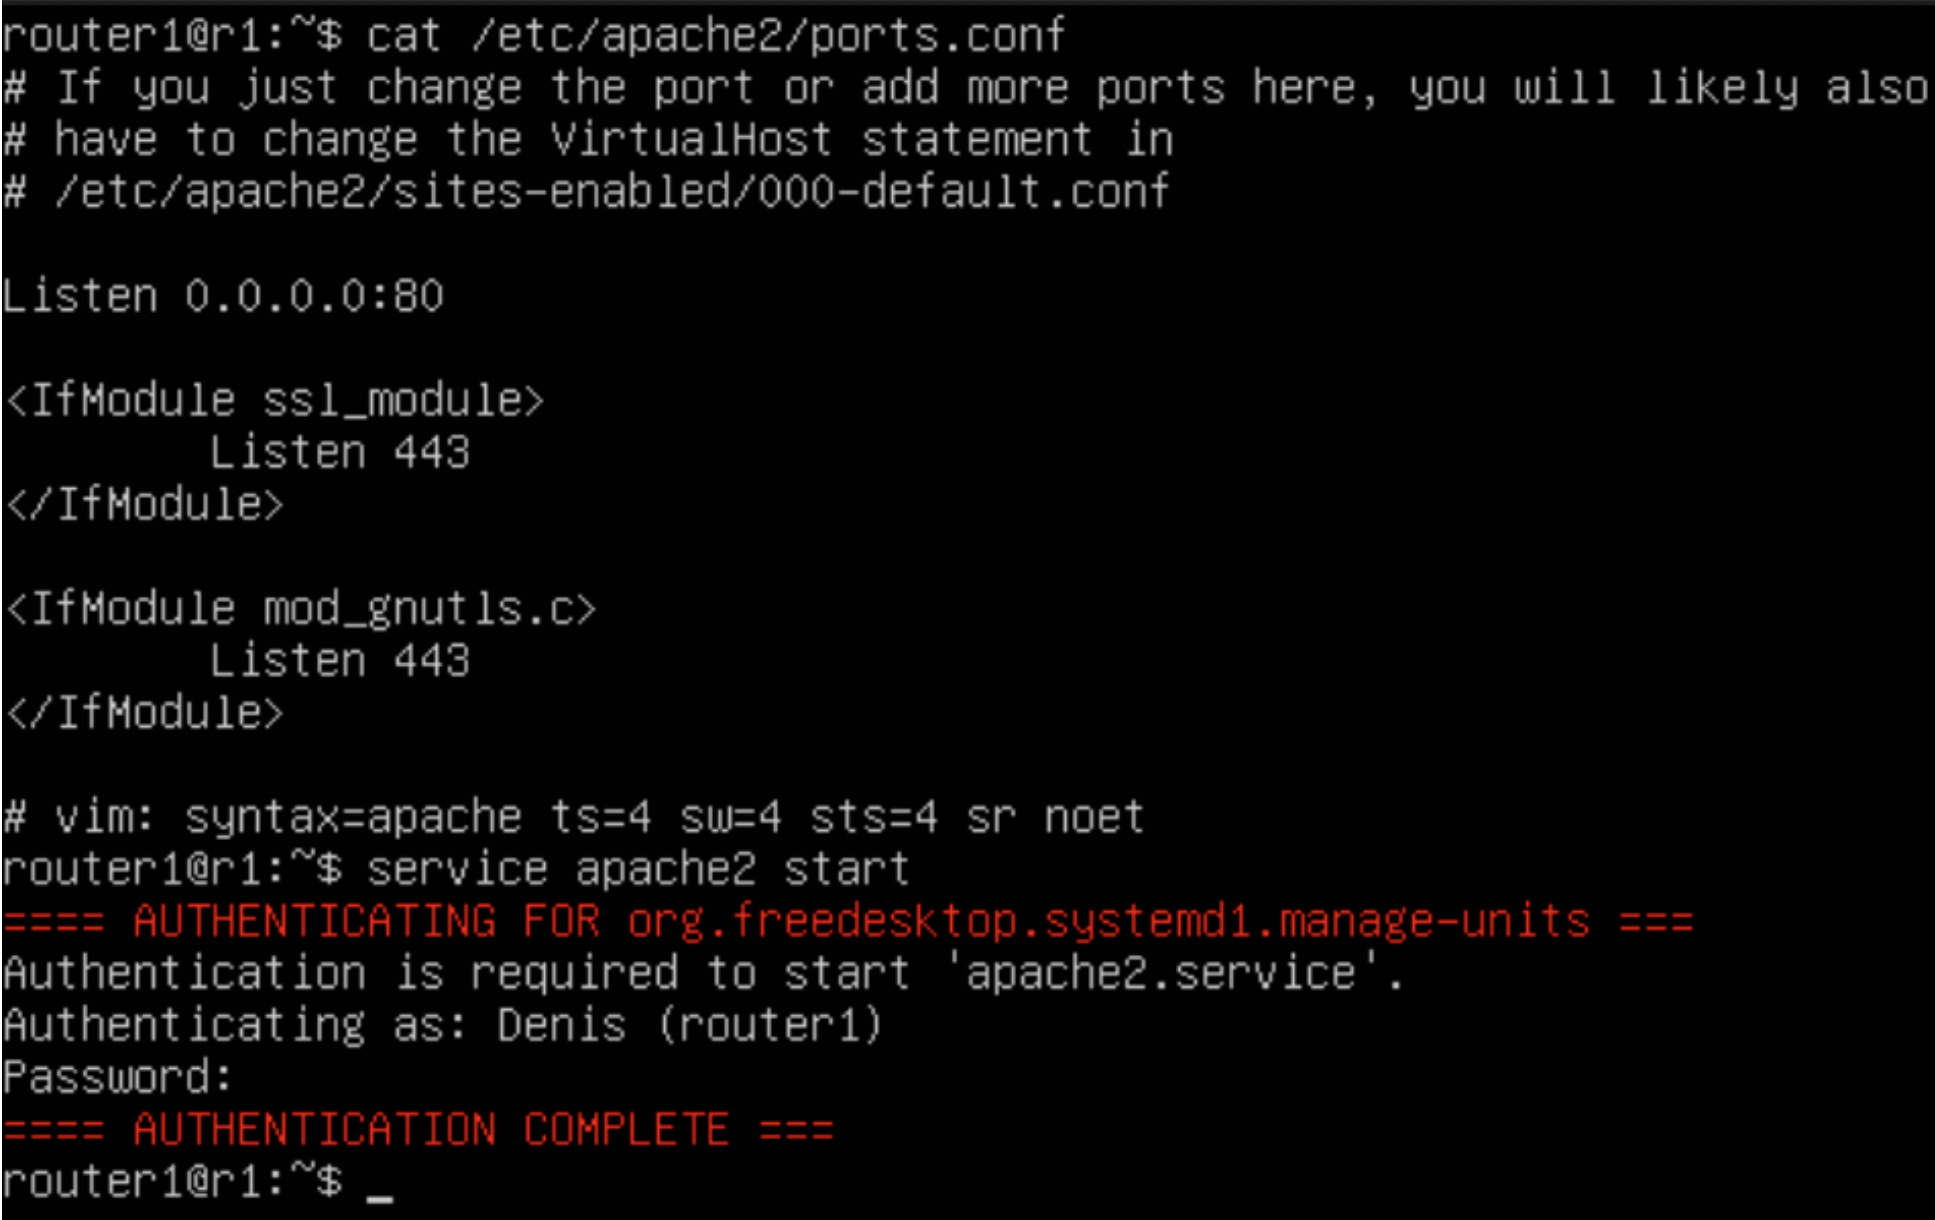 router1@r1:~$ cat /etc/apache2/ports.conf
# If you just change the port or add more ports here, you will likely also
# have to change the VirtualHost statement in
# /etc/apache2/sites-enabled/000-default.conf

Listen 0.0.0.0:80

<IfModule ssl_module>
        Listen 443
</IfModule>

<IfModule mod_gnutls.c>
        Listen 443
</IfModule>

# vim: syntax=apache ts=4 sw=4 sts=4 sr noet
router1@r1:~$ service apache2 start
==== AUTHENTICATING FOR org.freedesktop.systemd1.manage-units ===
Authentication is required to start 'apache2.service'.
Authenticating as: Denis (router1)
Password:
==== AUTHENTICATION COMPLETE ===
router1@r1:~$ _